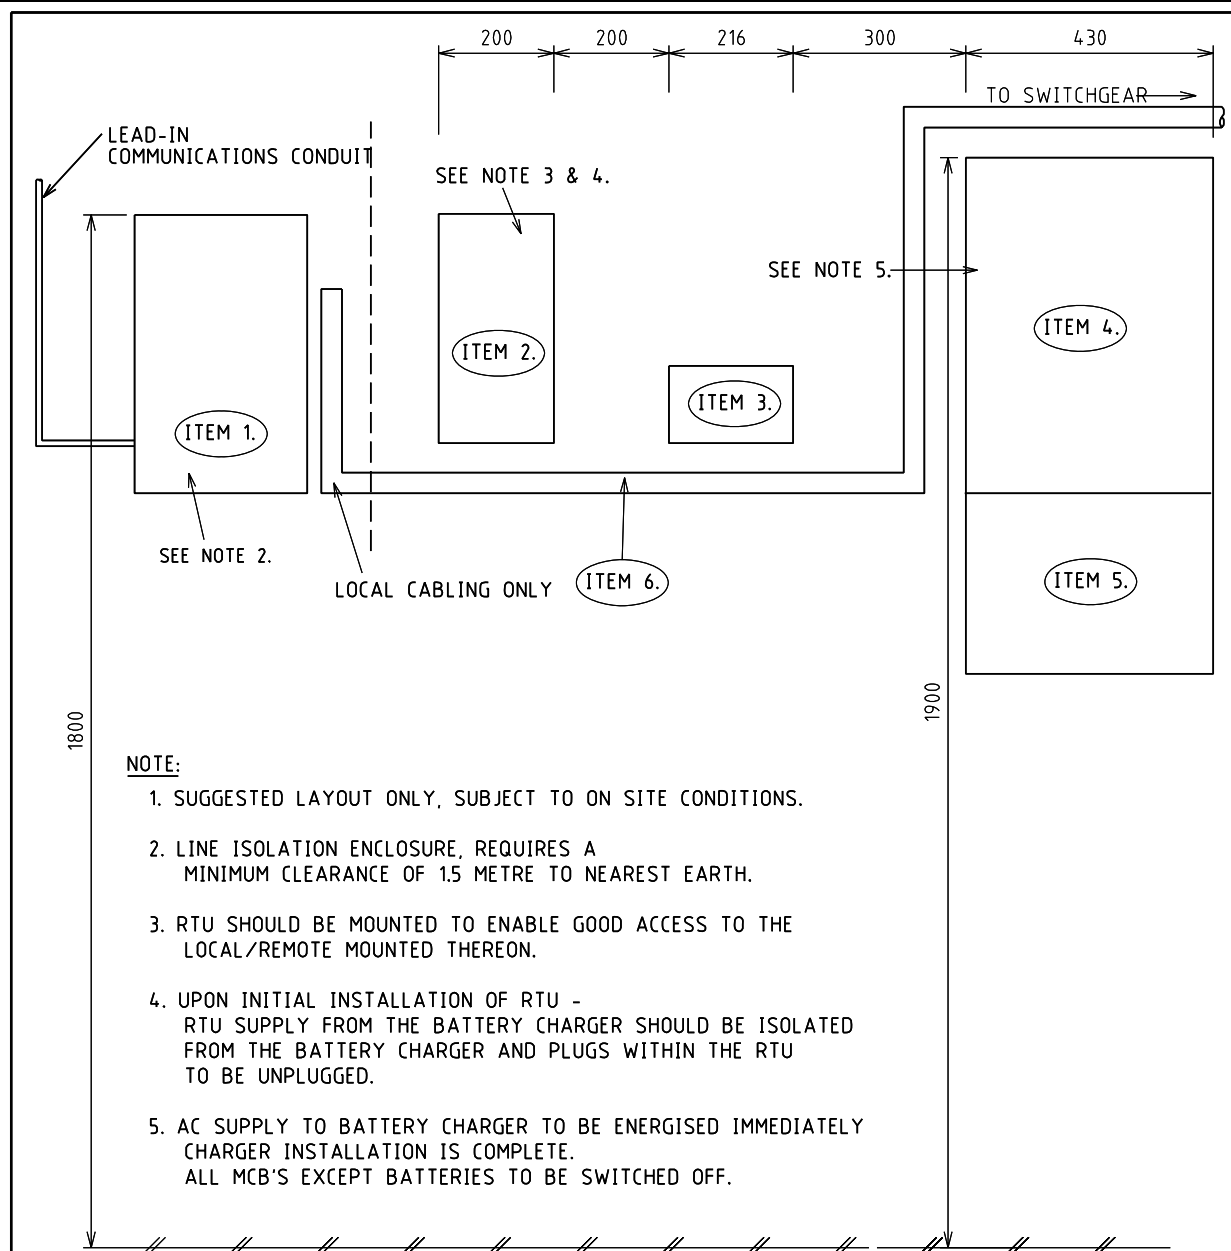 200 200 216 300 430
TO SWITCHGEAR
LEAD-IN
COMMUNICATIONS CONDUIT
SEE NOTE 3 & 4.
SEE NOTE 5.
ITEM 4.
ITEM 2.
ITEM 3.
ITEM 1.
SEE NOTE 2.
LOCAL CABLING ONLY
ITEM 6.
ITEM 5.
1800
1900
NOTE:
1. SUGGESTED LAYOUT ONLY, SUBJECT TO ON SITE CONDITIONS.
2. LINE ISOLATION ENCLOSURE, REQUIRES A
MINIMUM CLEARANCE OF 1.5 METRE TO NEAREST EARTH.
3. RTU SHOULD BE MOUNTED TO ENABLE GOOD ACCESS TO THE
LOCAL/REMOTE MOUNTED THEREON.
4. UPON INITIAL INSTALLATION OF RTU -
RTU SUPPLY FROM THE BATTERY CHARGER SHOULD BE ISOLATED
FROM THE BATTERY CHARGER AND PLUGS WITHIN THE RTU
TO BE UNPLUGGED.
5. AC SUPPLY TO BATTERY CHARGER TO BE ENERGISED IMMEDIATELY
CHARGER INSTALLATION IS COMPLETE.
ALL MCB'S EXCEPT BATTERIES TO BE SWITCHED OFF.